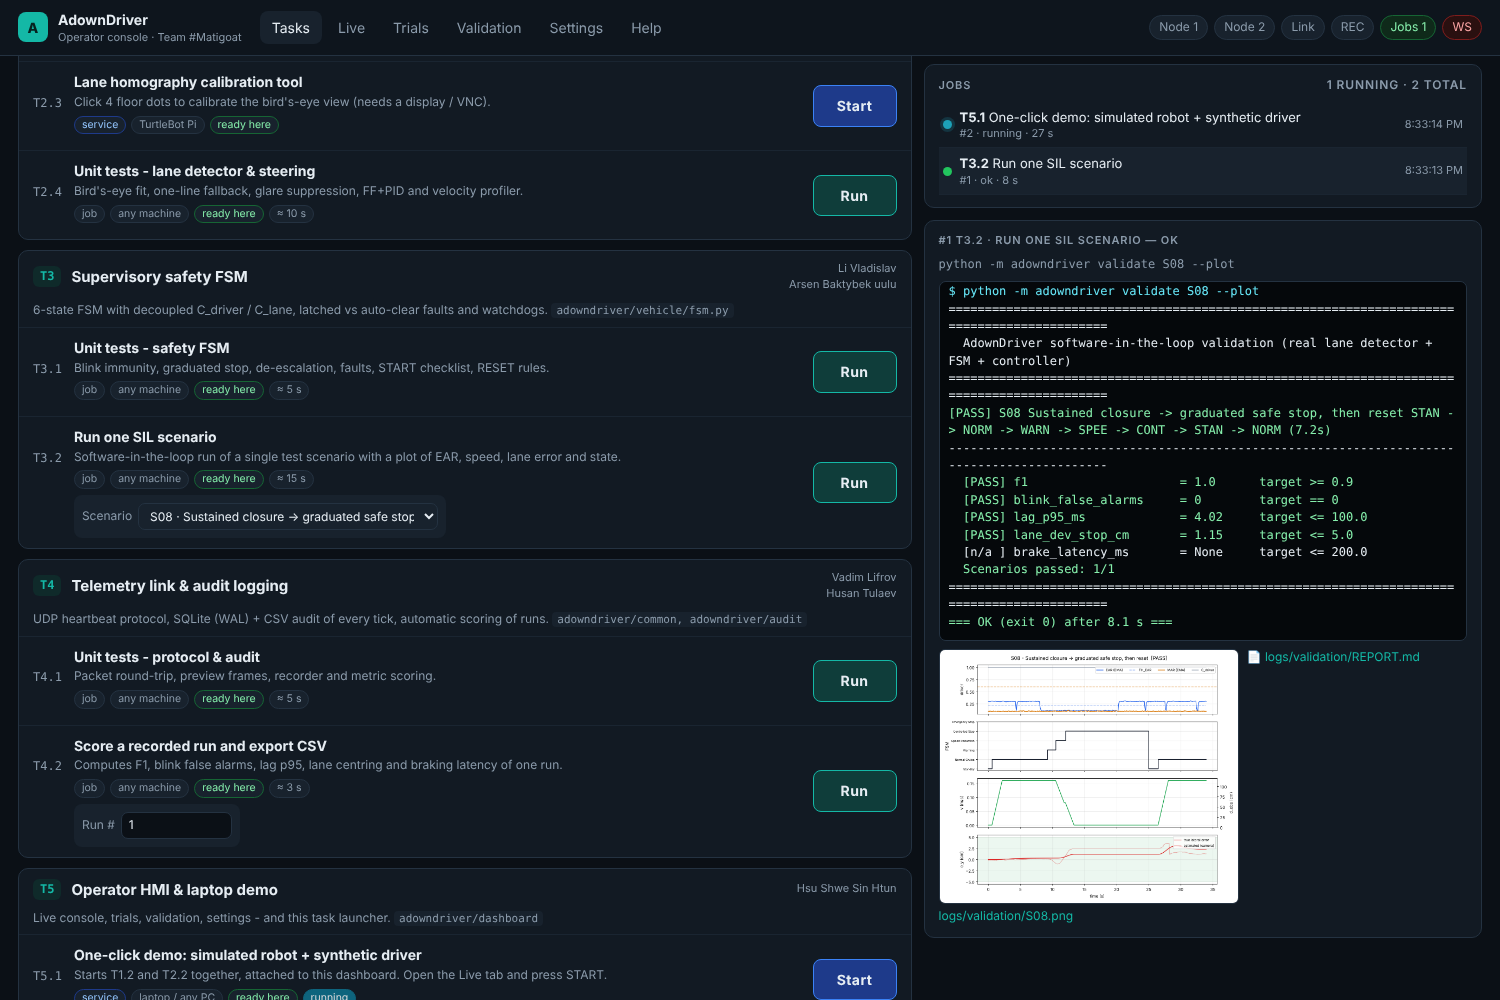 A
AdownDriver
Operator console · Team #Matigoat
Tasks
Live
Trials
Validation
Settings
Help
Node 1
Node 2
Link
REC
Jobs 1
WS
T2.3
Lane homography calibration tool
Click 4 floor dots to calibrate the bird's-eye view (needs a display / VNC).
service
TurtleBot Pi
ready here
Start
T2.4
Unit tests - lane detector & steering
Bird's-eye fit, one-line fallback, glare suppression, FF+PID and velocity profiler.
job
any machine
ready here
≈ 10 s
Run
T3
Supervisory safety FSM
Li Vladislav
Arsen Baktybek uulu
6-state FSM with decoupled C_driver / C_lane, latched vs auto-clear faults and watchdogs. adowndriver/vehicle/fsm.py
T3.1
Unit tests - safety FSM
Blink immunity, graduated stop, de-escalation, faults, START checklist, RESET rules.
job
any machine
ready here
≈ 5 s
Run
T3.2
Run one SIL scenario
Software-in-the-loop run of a single test scenario with a plot of EAR, speed, lane error and state.
job
any machine
ready here
≈ 15 s
Scenario
S08 · Sustained closure → graduated safe stop
Run
T4
Telemetry link & audit logging
Vadim Lifrov
Husan Tulaev
UDP heartbeat protocol, SQLite (WAL) + CSV audit of every tick, automatic scoring of runs. adowndriver/common, adowndriver/audit
T4.1
Unit tests - protocol & audit
Packet round-trip, preview frames, recorder and metric scoring.
job
any machine
ready here
≈ 5 s
Run
T4.2
Score a recorded run and export CSV
Computes F1, blink false alarms, lag p95, lane centring and braking latency of one run.
job
any machine
ready here
≈ 3 s
Run #
1
Run
T5
Operator HMI & laptop demo
Hsu Shwe Sin Htun
Live console, trials, validation, settings - and this task launcher. adowndriver/dashboard
T5.1
One-click demo: simulated robot + synthetic driver
Starts T1.2 and T2.2 together, attached to this dashboard. Open the Live tab and press START.
service
laptop / any PC
ready here
running
Start
JOBS
1 RUNNING · 2 TOTAL
T5.1 One-click demo: simulated robot + synthetic driver
#2 · running · 27 s
8:33:14 PM
T3.2 Run one SIL scenario
#1 · ok · 8 s
8:33:13 PM
#1 T3.2 · RUN ONE SIL SCENARIO — OK
python -m adowndriver validate S08 --plot
$ python -m adowndriver validate S08 --plot
======================================================================
======================
AdownDriver software-in-the-loop validation (real lane detector +
FSM + controller)
======================================================================
======================
[PASS] S08 Sustained closure -> graduated safe stop, then reset STAN -
> NORM -> WARN -> SPEE -> CONT -> STAN -> NORM (7.2s)
----------------------------------------------------------------------
----------------------
[PASS] f1 = 1.0 target >= 0.9
[PASS] blink_false_alarms = 0 target == 0
[PASS] lag_p95_ms = 4.02 target <= 100.0
[PASS] lane_dev_stop_cm = 1.15 target <= 5.0
[n/a ] brake_latency_ms = None target <= 200.0
Scenarios passed: 1/1
======================================================================
======================
=== OK (exit 0) after 8.1 s ===
S08 · Sustained closure → graduated safe stop, then reset [PASS]
time [s]
📄 logs/validation/REPORT.md
logs/validation/S08.png